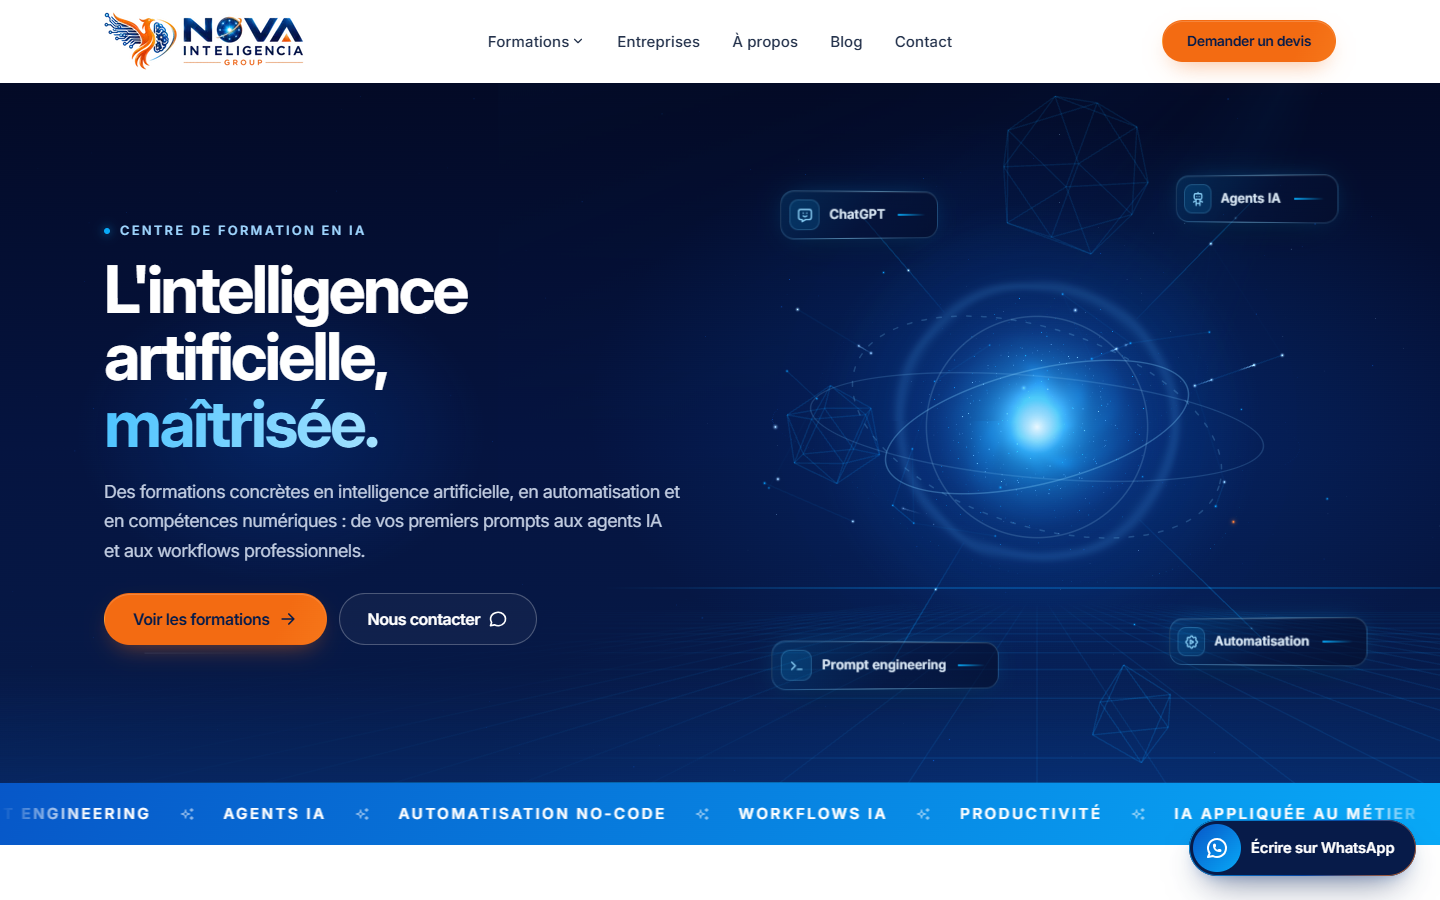 NOVA
INTELIGENCIA
GROUP
Formations
Entreprises
À propos
Blog
Contact
Demander un devis
CENTRE DE FORMATION EN IA
L'intelligence
artificielle,
maîtrisée.
Des formations concrètes en intelligence artificielle, en automatisation et
en compétences numériques : de vos premiers prompts aux agents IA
et aux workflows professionnels.
Voir les formations
Nous contacter
ChatGPT
Agents IA
Prompt engineering
Automatisation
T ENGINEERING
AGENTS IA
AUTOMATISATION NO-CODE
WORKFLOWS IA
PRODUCTIVITÉ
IA APPLIQUÉE AU MÉTIER
Écrire sur WhatsApp